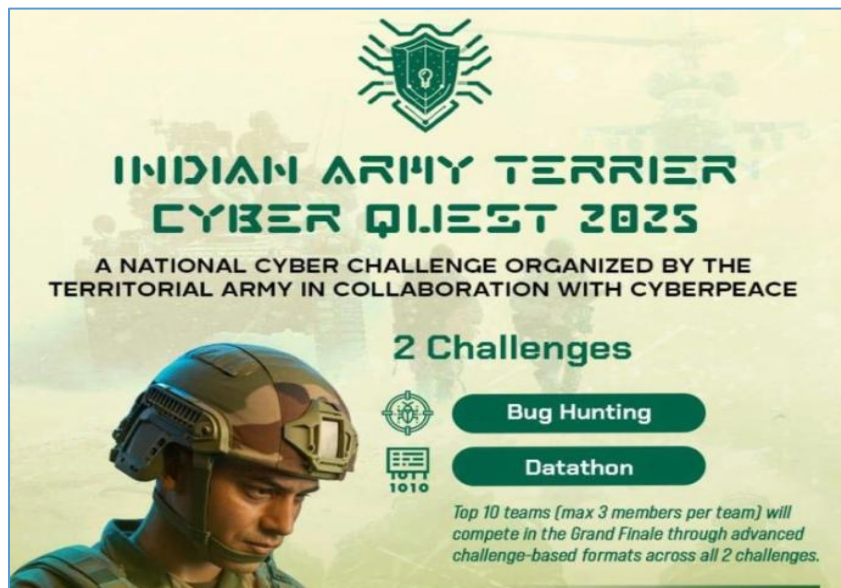 INDIAN ARMY TERRIER
CYBER QUEST 2025
A NATIONAL CYBER CHALLENGE ORGANIZED BY THE
TERRITORIAL ARMY IN COLLABORATION WITH CYBERPEACE
2 Challenges
Bug Hunting
1011
1010
Datathon
Top 10 teams (max 3 members per team) will
compete in the Grand Finale through advanced
challenge-based formats across all 2 challenges.